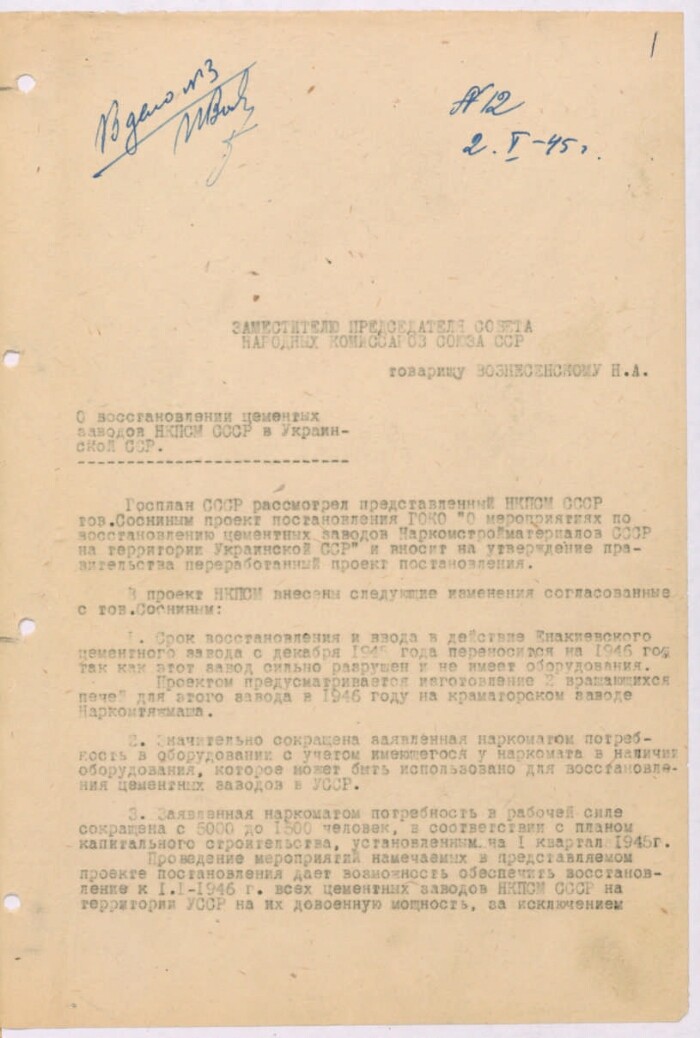 1
В дело №3
№12
2. I-45 г.
ЗАМЕСТИТЕЛЮ ПРЕДСЕДАТЕЛЯ СОВЕТА
НАРОДНЫХ КОМИССАРОВ СОЮЗА ССР
товарищу ВОЗНЕСЕНСКОМУ Н.А.
О восстановлении цементых
заводов НКПСМ СССР в Украин-
ской ССР.
Госплан СССР рассмотрел представленный НКПСМ СССР
тов.Сосниным проект постановления ГОКО "О мероприятиях по
восстановлению цементных заводов Наркомстройматериалов СССР
на территории Украинской ССР" и вносит на утверждение пра-
вительства переработанный проект постановления.
В проект НКПСМ внесены следующие изменения согласованные
с тов.Сосниным:
1. Срок восстановления и ввода в действие Енакиевского
цементного завода с декабря 1945 года переносится на 1946 год
так как этот завод сильно разрушен и не имеет оборудования.
Проектом предусматривается изготовление 2 вращающихся
печей для этого завода в 1946 году на краматорском заводе
Наркомтяжмаша.
2. Значительно сокращена заявленная наркоматом потреб-
ность в оборудовании с учетом имеющегося у наркомата в наличии
оборудования, которое может быть использовано для восстановле-
ния цементных заводов в УССР.
3. Заявленная наркоматом потребность в рабочей силе
сокращена с 5000 до 1500 человек, в соответствии с планом
капитального строительства, установленным на I квартал 1945г.
Проведение мероприятий намечаемых в представляемом
проекте постановления дает возможность обеспечить восстанов-
ление к I.I-1946 г. всех цементных заводов НКПСМ СССР на
территории УССР на их довоенную мощность, за исключением